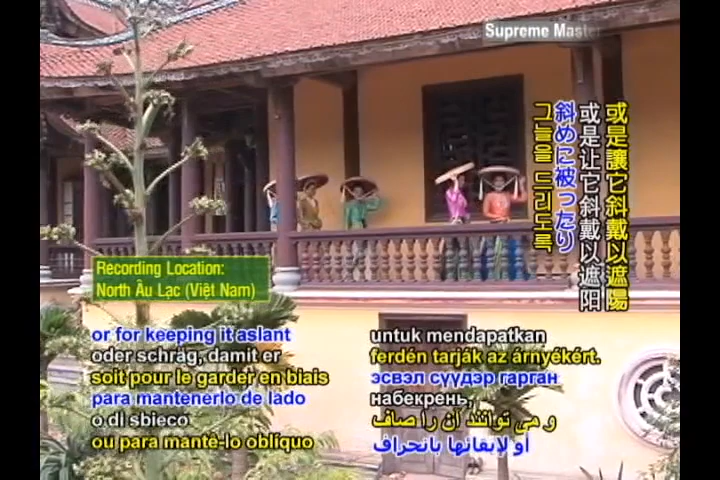 Supreme Master
或是讓它斜戴以遮陽
或是让它斜戴以遮阳
斜めに被ったり
그늘을 드리도록
Recording Location:
North Âu Lạc (Việt Nam)
or for keeping it aslant
oder schräg, damit er
soit pour le garder en biais
para mantenerlo de lado
o di sbieco
ou para mantê-lo oblíquo
untuk mendapatkan
ferdén tartják az árnyékért.
эсвэл сүүдэр гаргах
набекрень,
و می توانند آن را صاف
أو لإبقائها بانحراف